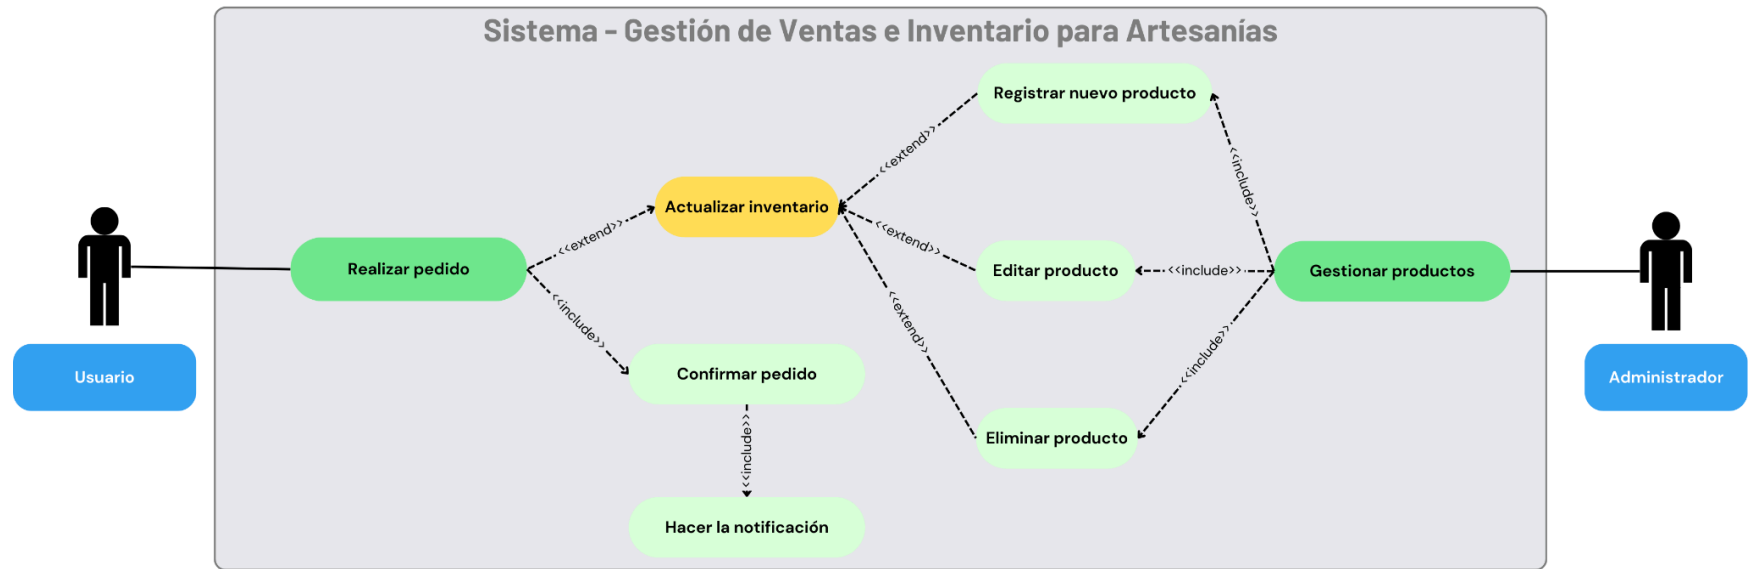 Sistema - Gestión de Ventas e Inventario para Artesanías
Registrar nuevo producto
<<extend>>
<<include>>
Actualizar inventario
<<extend>>
<<extend>>
Realizar pedido
Editar producto
<<include>>
Gestionar productos
<<include>>
<<extend>>
<<include>>
Usuario
Confirmar pedido
Administrador
<<include>>
Eliminar producto
Hacer la notificación